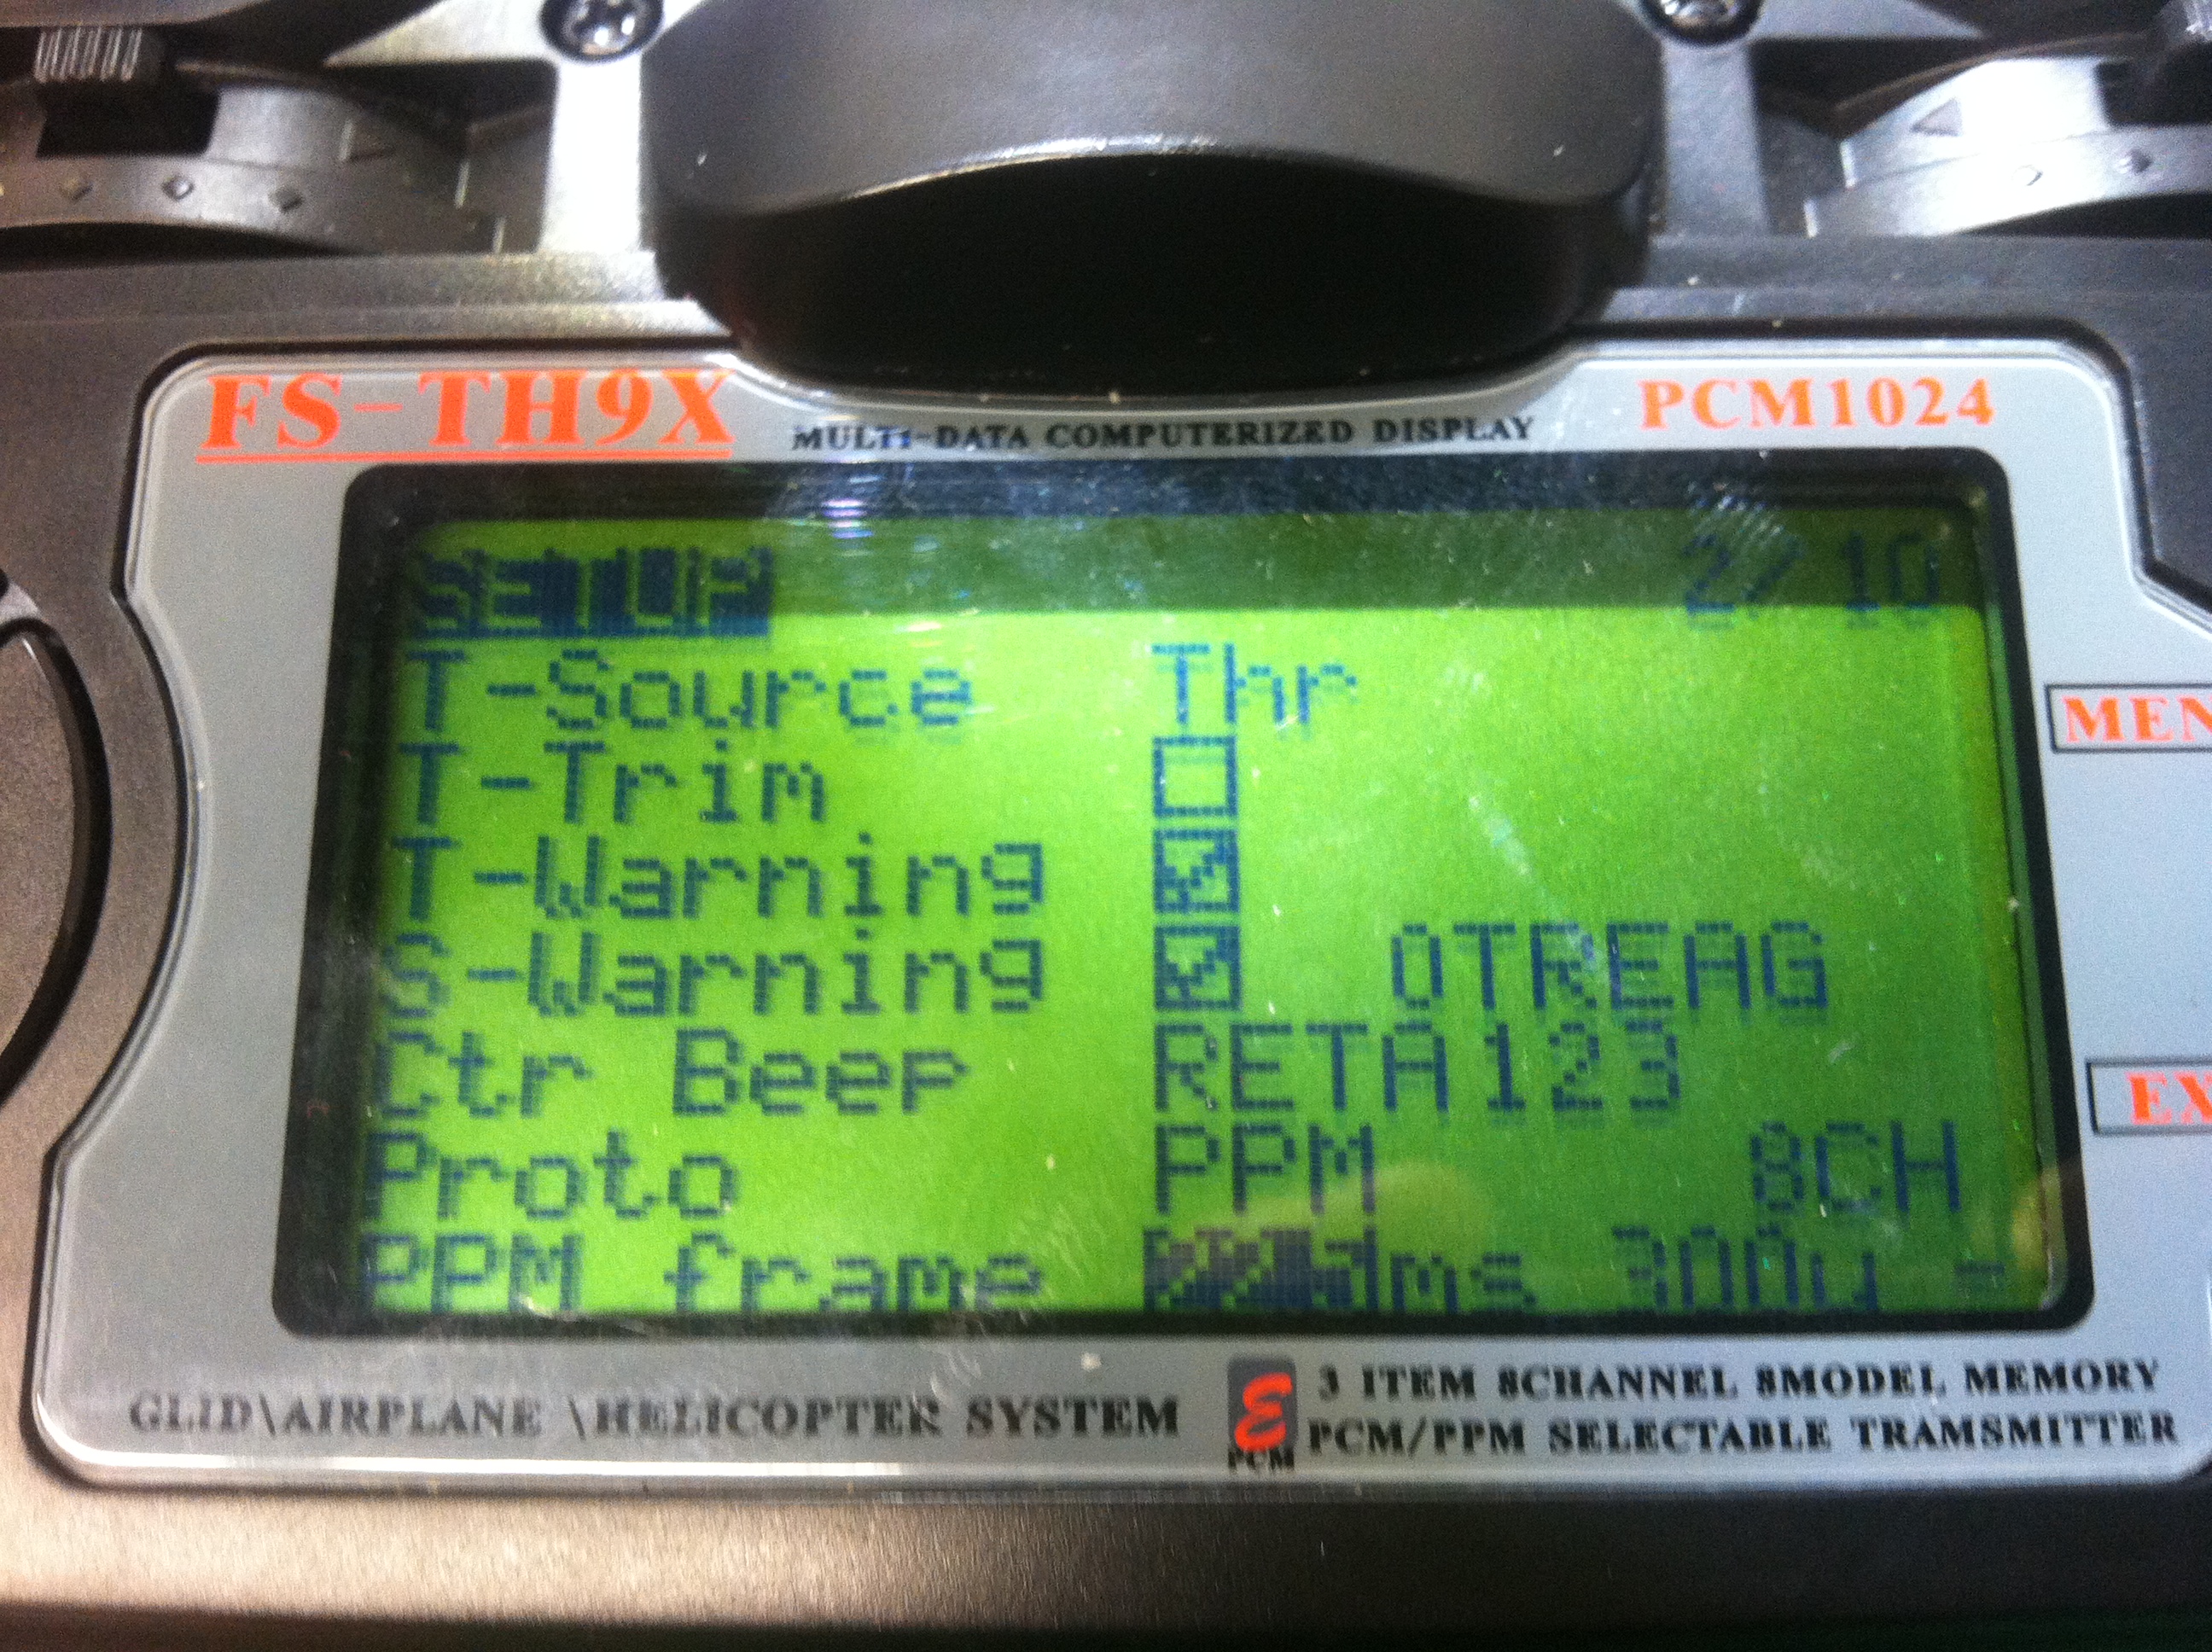 FS-TH9X
MULTI-DATA COMPUTERIZED DISPLAY
PCM1024
SETUP 2/10
T-Source Thr
T-Trim
T-Warning
S-Warning 0TREAG
Ctr Beep RETA123
Proto PPM 8CH
PPM frame ms 300u -
MEN
EX
GLID\AIRPLANE \HELICOPTER SYSTEM
PCM
3 ITEM 8CHANNEL 8MODEL MEMORY
PCM/PPM SELECTABLE TRAMSMITTER